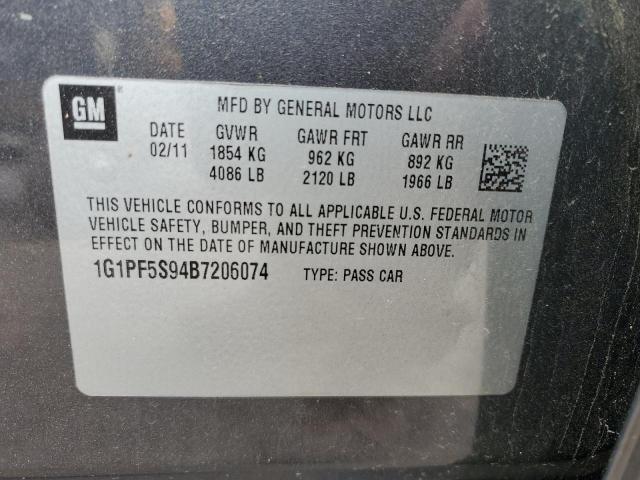 GM
MFD BY GENERAL MOTORS LLC
DATE GVWR GAWR FRT GAWR RR
02/11 1854 KG 962 KG 892 KG
4086 LB 2120 LB 1966 LB
THIS VEHICLE CONFORMS TO ALL APPLICABLE U.S. FEDERAL MOTOR
VEHICLE SAFETY, BUMPER, AND THEFT PREVENTION STANDARDS IN
EFFECT ON THE DATE OF MANUFACTURE SHOWN ABOVE.
1G1PF5S94B7206074 TYPE: PASS CAR